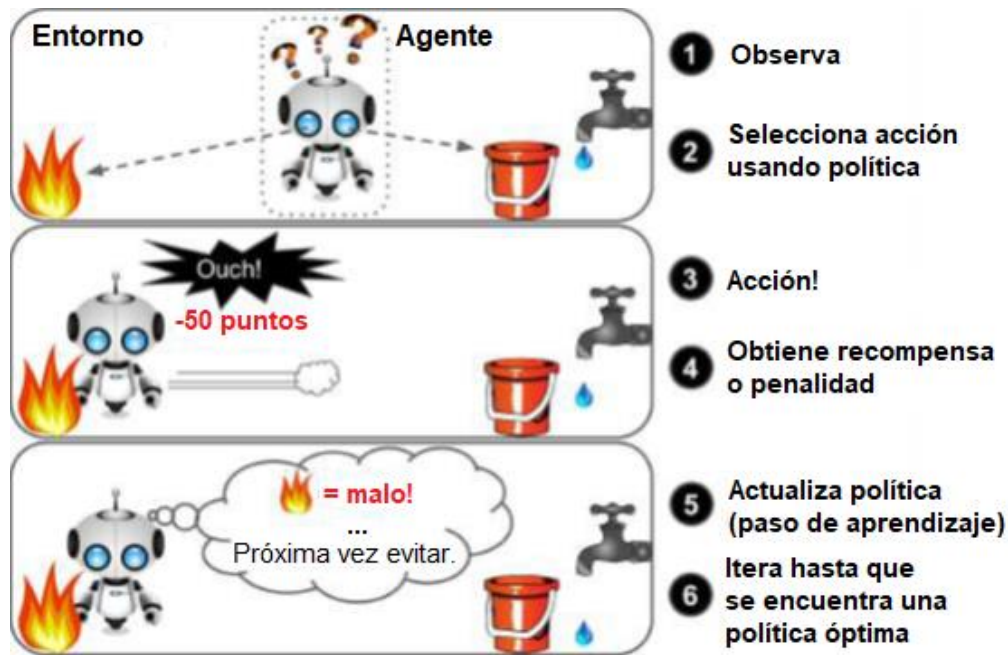 Entorno
Agente
? ? ?
1 Observa
2 Selecciona acción
usando política
Ouch!
-50 puntos
3 Acción!
4 Obtiene recompensa
o penalidad
= malo!
...
Próxima vez evitar.
5 Actualiza política
(paso de aprendizaje)
6 Itera hasta que
se encuentra una
política óptima